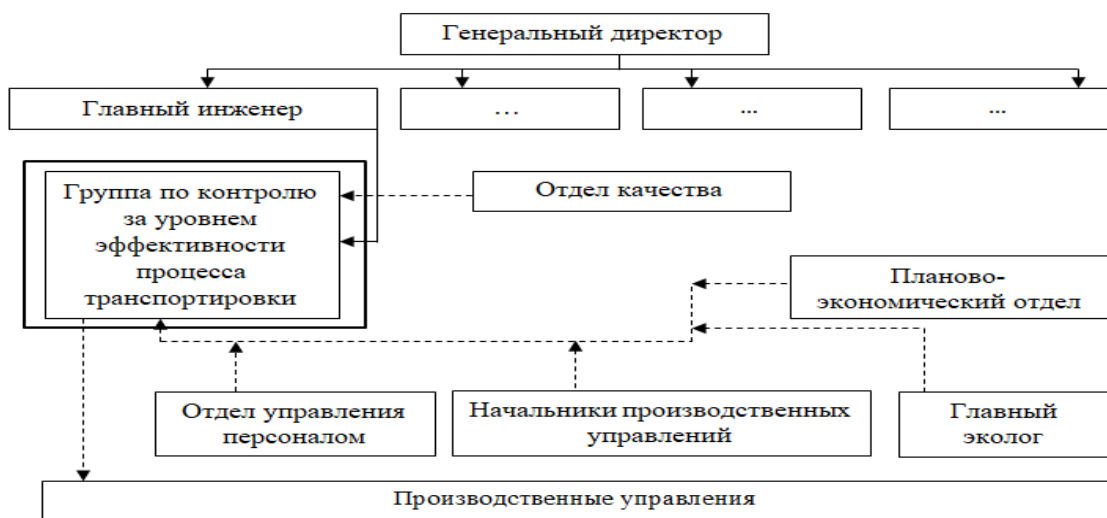 Генеральный директор
Главный инженер
...
...
...
Группа по контролю
за уровнем
эффективности
процесса
транспортировки
Отдел качества
Планово-
экономический отдел
Отдел управления
персоналом
Начальники производственных
управлений
Главный
эколог
Производственные управления